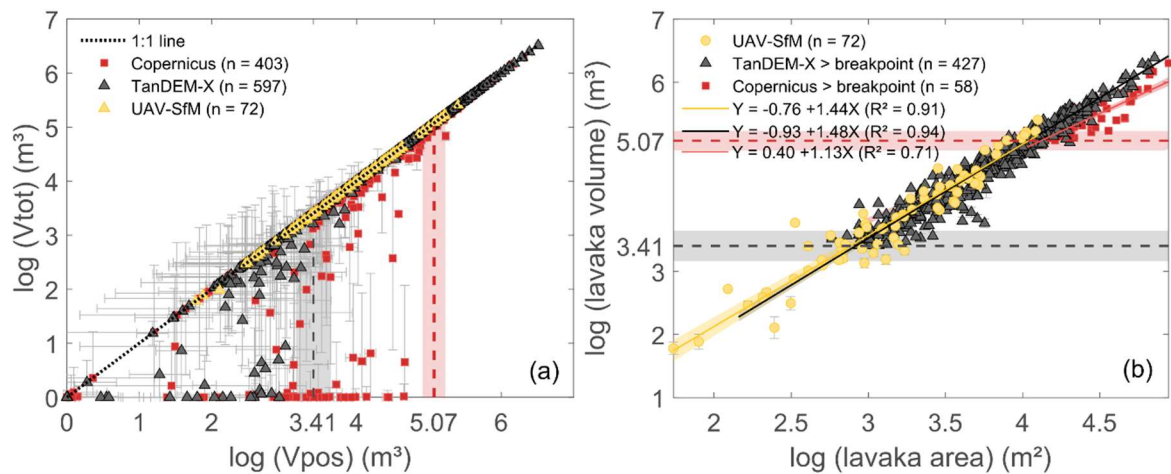 7
6
5
4
3
2
1
0
log (Vtot) (m³)
1:1 line
Copernicus (n = 403)
TanDEM-X (n = 597)
UAV-SfM (n = 72)
(a)
0 1 2 3.41 4 5.07 6
log (Vpos) (m³)
7
6
5.07
3.41
3
2
1
log (lavaka volume) (m³)
UAV-SfM (n = 72)
TanDEM-X > breakpoint (n = 427)
Copernicus > breakpoint (n = 58)
Y = -0.76 +1.44X (R² = 0.91)
Y = -0.93 +1.48X (R² = 0.94)
Y = 0.40 +1.13X (R² = 0.71)
(b)
2 2.5 3 3.5 4 4.5
log (lavaka area) (m²)